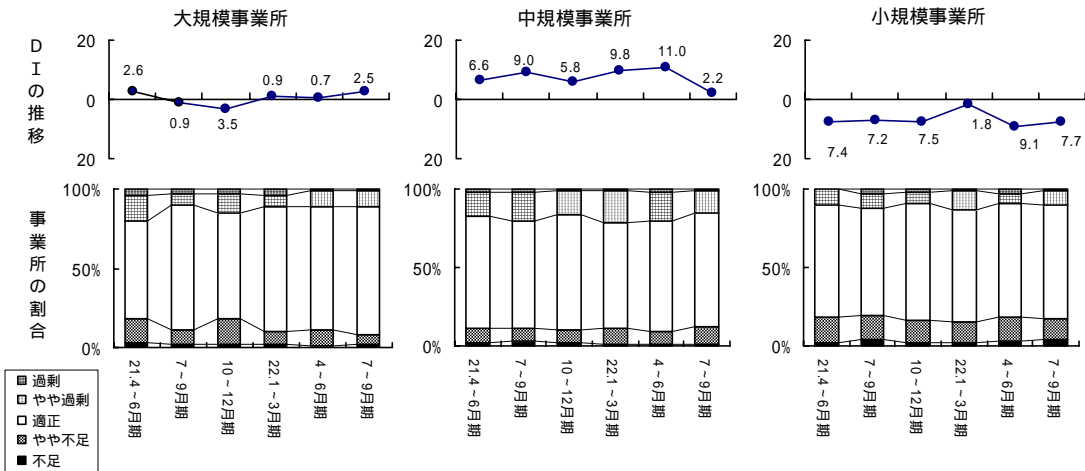 大規模事業所
中規模事業所
小規模事業所
DIの推移
20
0
20
2.6
0.9
3.5
0.9
0.7
2.5
20
0
20
6.6
9.0
5.8
9.8
11.0
2.2
20
0
20
7.4
7.2
7.5
1.8
9.1
7.7
事業所の割合
100%
50%
0%
100%
50%
0%
100%
50%
0%
21.4~6月期
7~9月期
10~12月期
22.1~3月期
4~6月期
7~9月期
21.4~6月期
7~9月期
10~12月期
22.1~3月期
4~6月期
7~9月期
21.4~6月期
7~9月期
10~12月期
22.1~3月期
4~6月期
7~9月期
過剰
やや過剰
適正
やや不足
不足